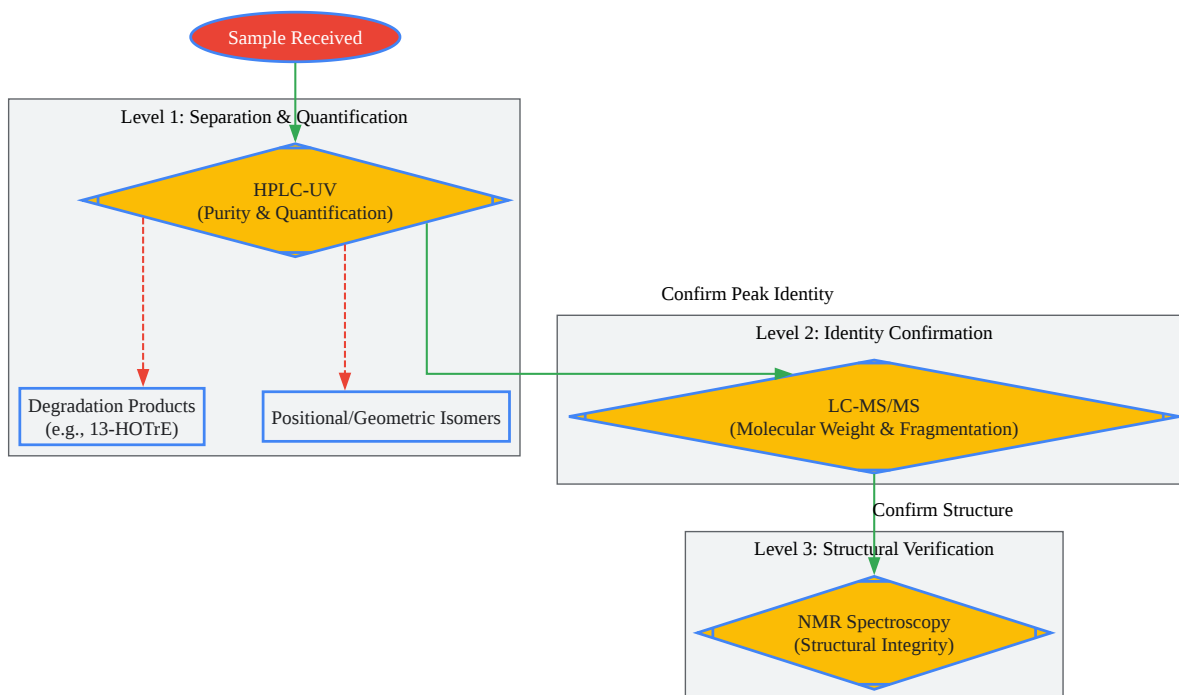 Sample Received
Level 1: Separation & Quantification
HPLC-UV
(Purity & Quantification)
Degradation Products
(e.g., 13-HOTrE)
Positional/Geometric Isomers
Confirm Peak Identity
Level 2: Identity Confirmation
LC-MS/MS
(Molecular Weight & Fragmentation)
Confirm Structure
Level 3: Structural Verification
NMR Spectroscopy
(Structural Integrity)